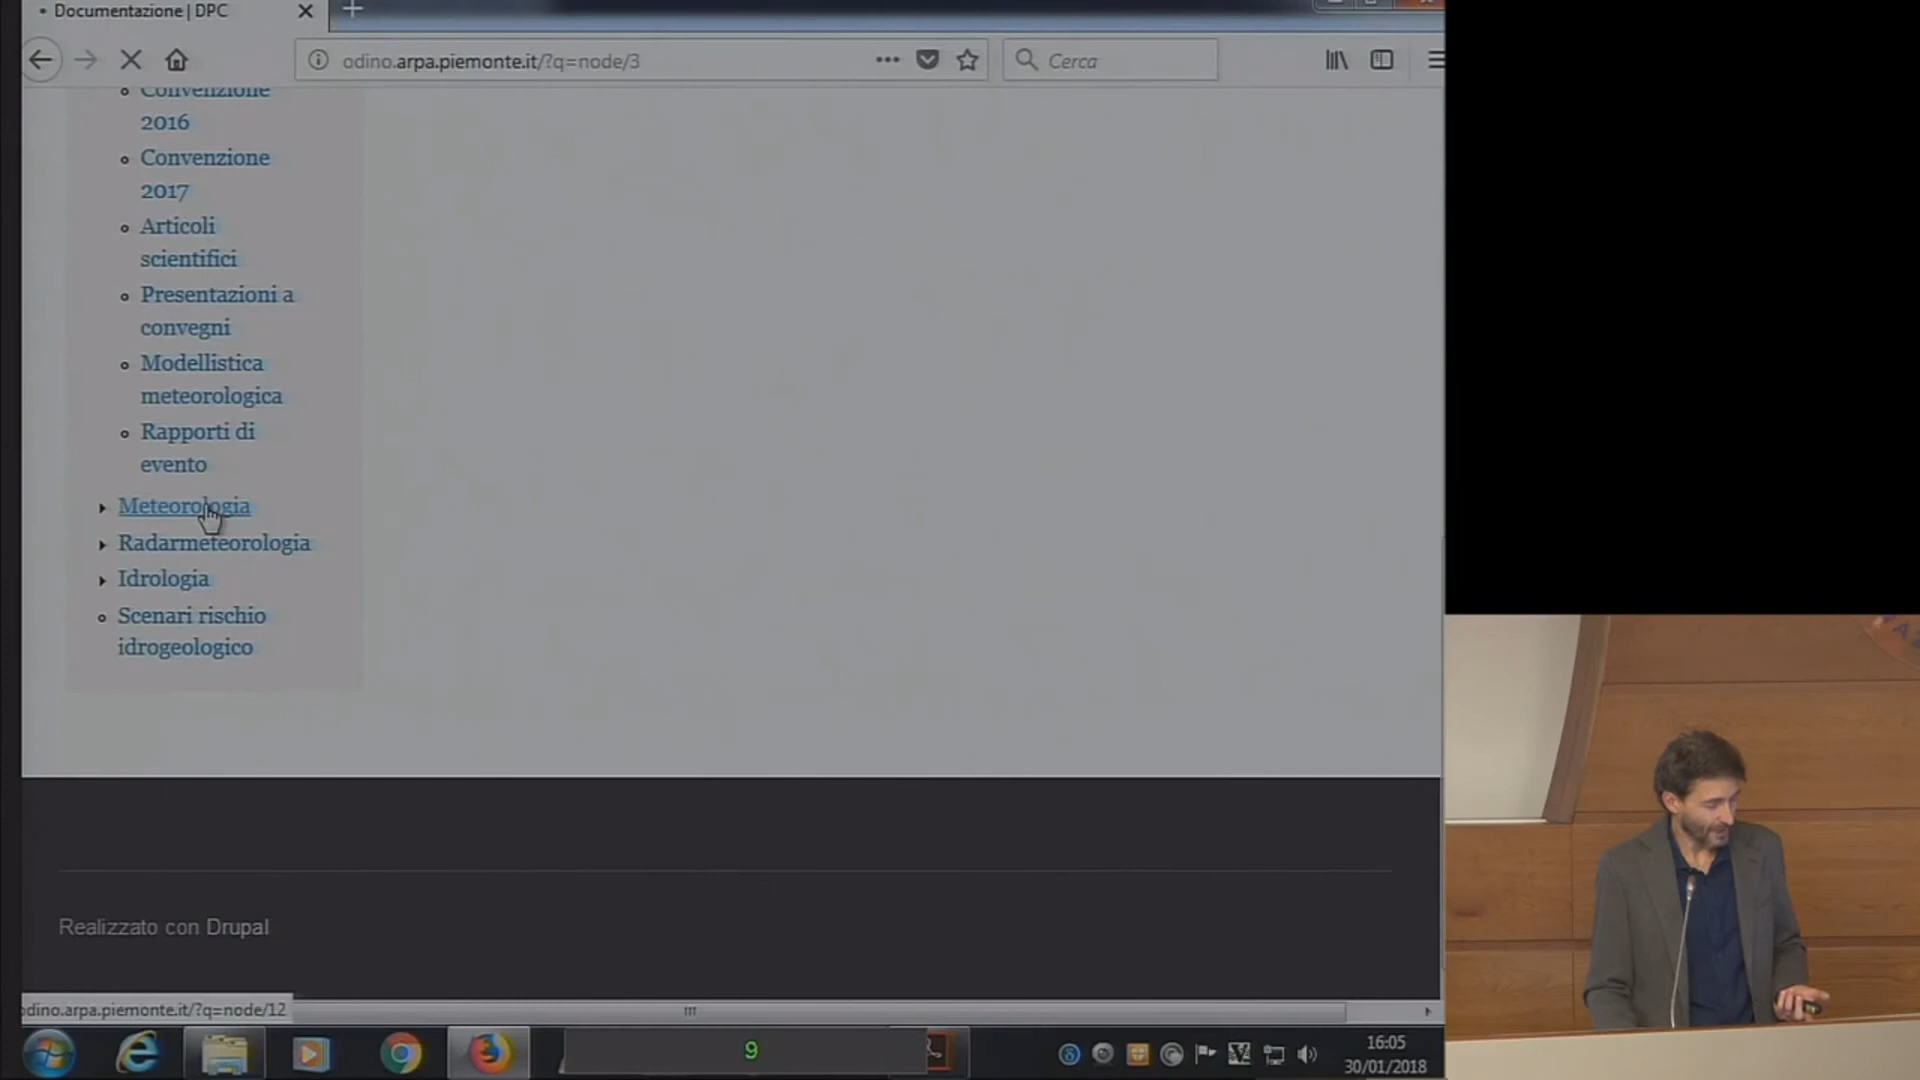 Documentazione | DPC
odino.arpa.piemonte.it/?q=node/3
Cerca
Convenzione
2016
Convenzione
2017
Articoli
scientifici
Presentazioni a
convegni
Modellistica
meteorologica
Rapporti di
evento
Meteorologia
Radarmeteorologia
Idrologia
Scenari rischio
idrogeologico
Realizzato con Drupal
odino.arpa.piemonte.it/?q=node/12
9
16:05
30/01/2018